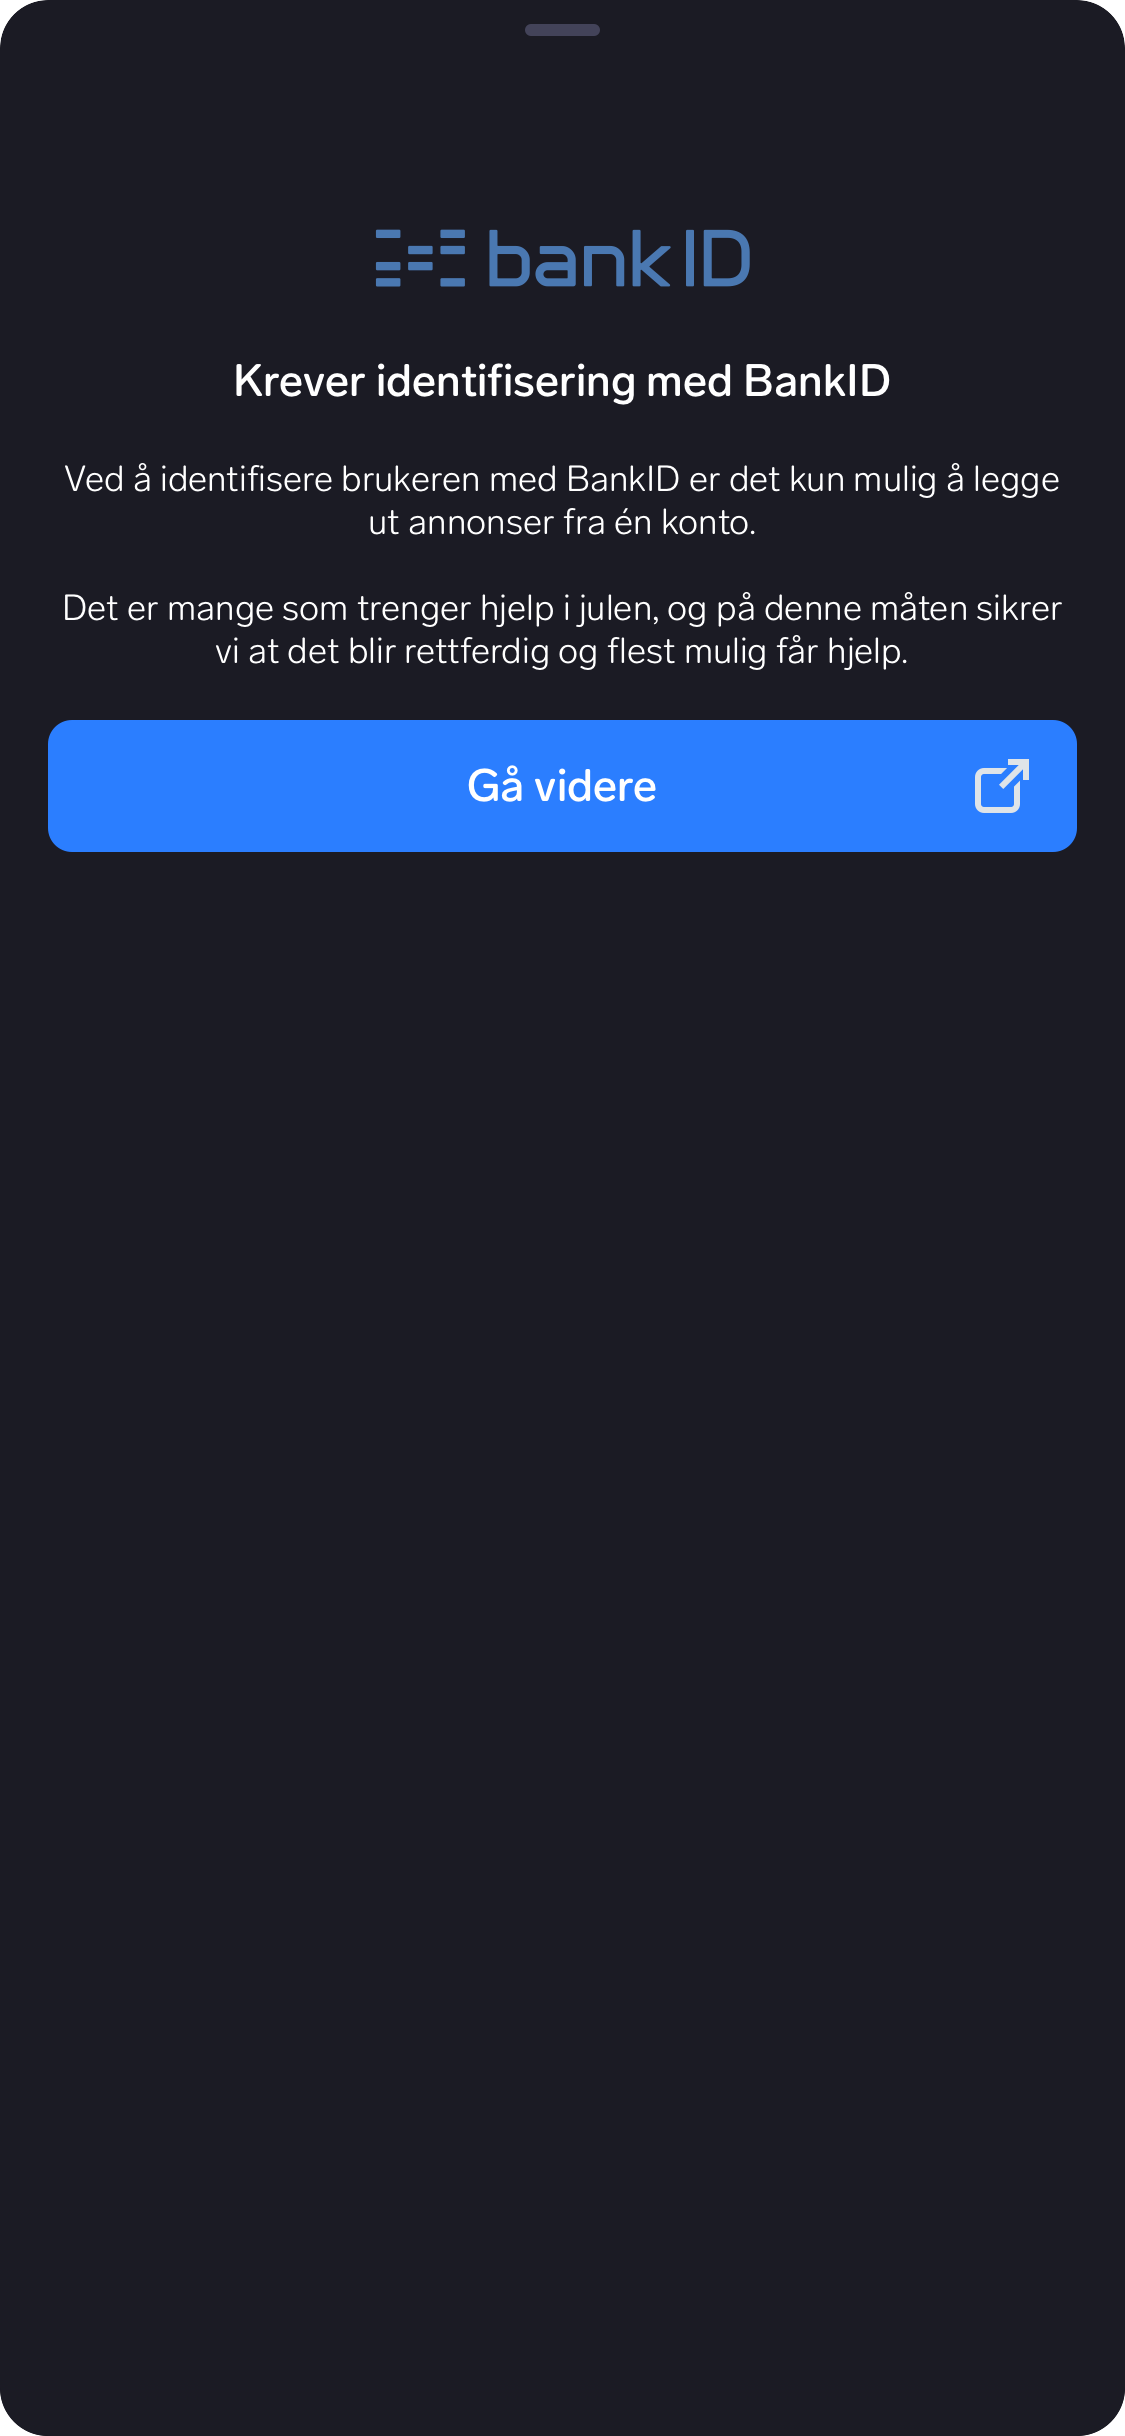 bankID
Krever identifisering med BankID
Ved å identifisere brukeren med BankID er det kun mulig å legge
ut annonser fra én konto.
Det er mange som trenger hjelp i julen, og på denne måten sikrer
vi at det blir rettferdig og flest mulig får hjelp.
Gå videre